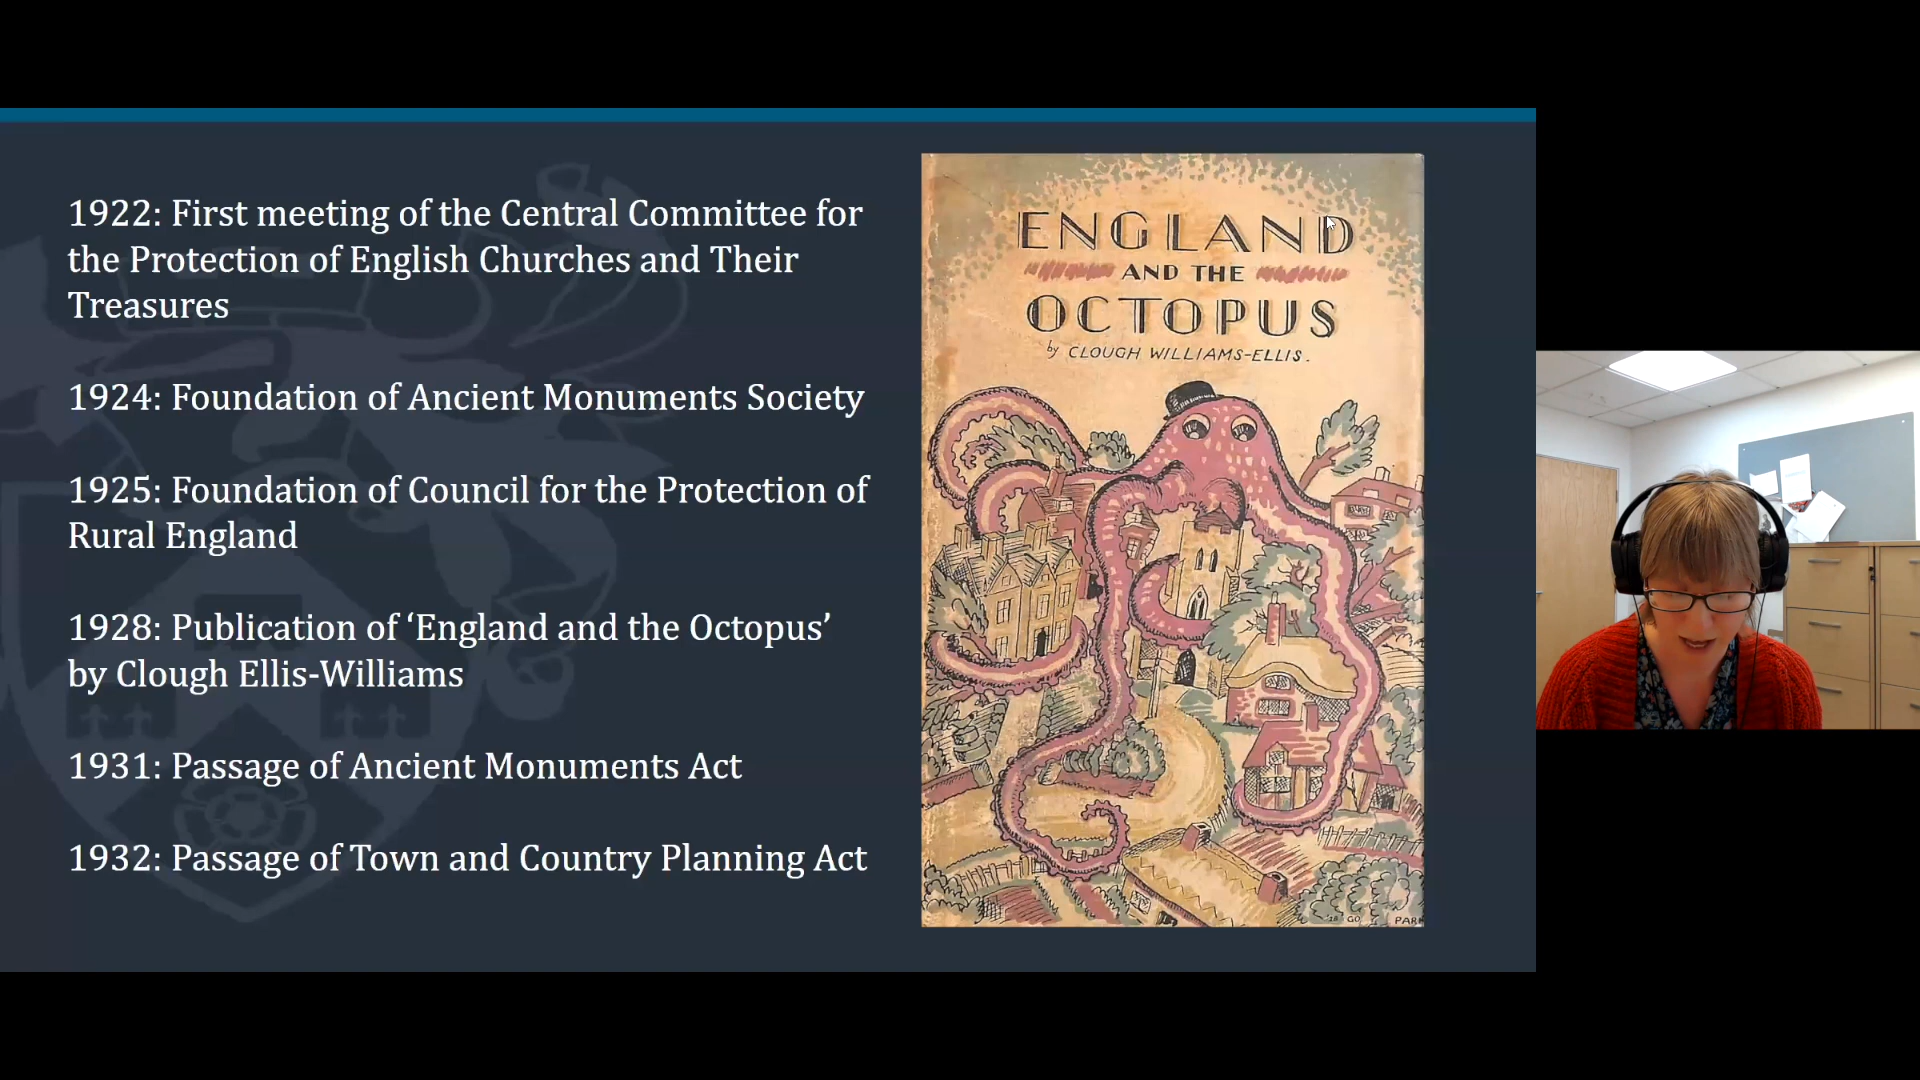 1922: First meeting of the Central Committee for
the Protection of English Churches and Their
Treasures
1924: Foundation of Ancient Monuments Society
1925: Foundation of Council for the Protection of
Rural England
1928: Publication of ‘England and the Octopus’
by Clough Ellis-Williams
1931: Passage of Ancient Monuments Act
1932: Passage of Town and Country Planning Act
ENGLAND
AND THE
OCTOPUS
by CLOUGH WILLIAMS-ELLIS.